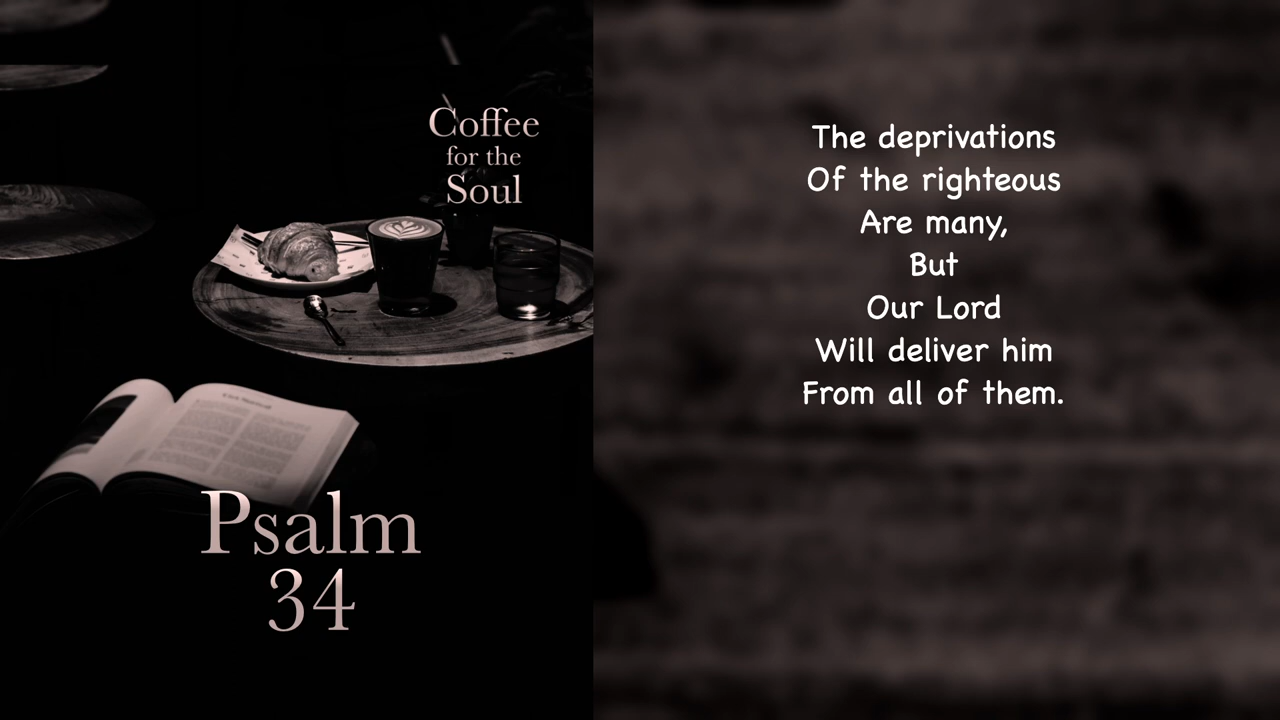 Coffee
for the
Soul
Psalm
34
The deprivations
Of the righteous
Are many,
But
Our Lord
Will deliver him
From all of them.